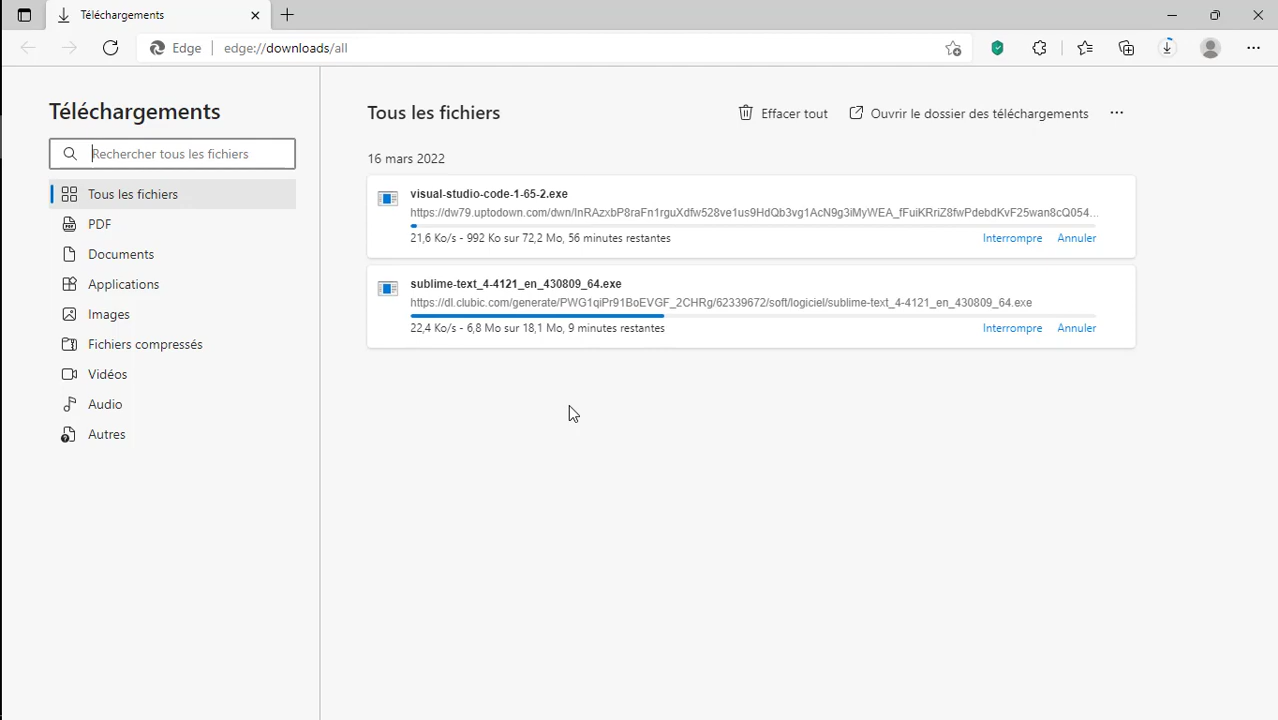 Téléchargements
Edge
edge://downloads/all
Téléchargements
Rechercher tous les fichiers
Tous les fichiers
PDF
Documents
Applications
Images
Fichiers compressés
Vidéos
Audio
Autres
Tous les fichiers
Effacer tout
Ouvrir le dossier des téléchargements
16 mars 2022
visual-studio-code-1-65-2.exe
https://dw79.uptodown.com/dwn/InRAzxbP8raFn1rguXdfw528ve1us9HdQb3vg1AcN9g3iMyWEA_fFuiKRriZ8fwPdebdKvF25wan8cQ054...
21,6 Ko/s - 992 Ko sur 72,2 Mo, 56 minutes restantes
Interrompre
Annuler
sublime-text_4-4121_en_430809_64.exe
https://dl.clubic.com/generate/PWG1qiPr91BoEVGF_2CHRg/62339672/soft/logiciel/sublime-text_4-4121_en_430809_64.exe
22,4 Ko/s - 6,8 Mo sur 18,1 Mo, 9 minutes restantes
Interrompre
Annuler